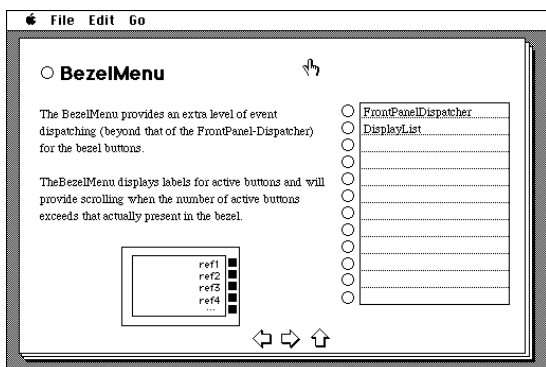 File Edit Go
BezelMenu
The BezelMenu provides an extra level of event
dispatching (beyond that of the FrontPanel-Dispatcher)
for the bezel buttons.
TheBezelMenu displays labels for active buttons and will
provide scrolling when the number of active buttons
exceeds that actually present in the bezel.
FrontPanelDispatcher
DisplayList
ref1
ref2
ref3
ref4
...